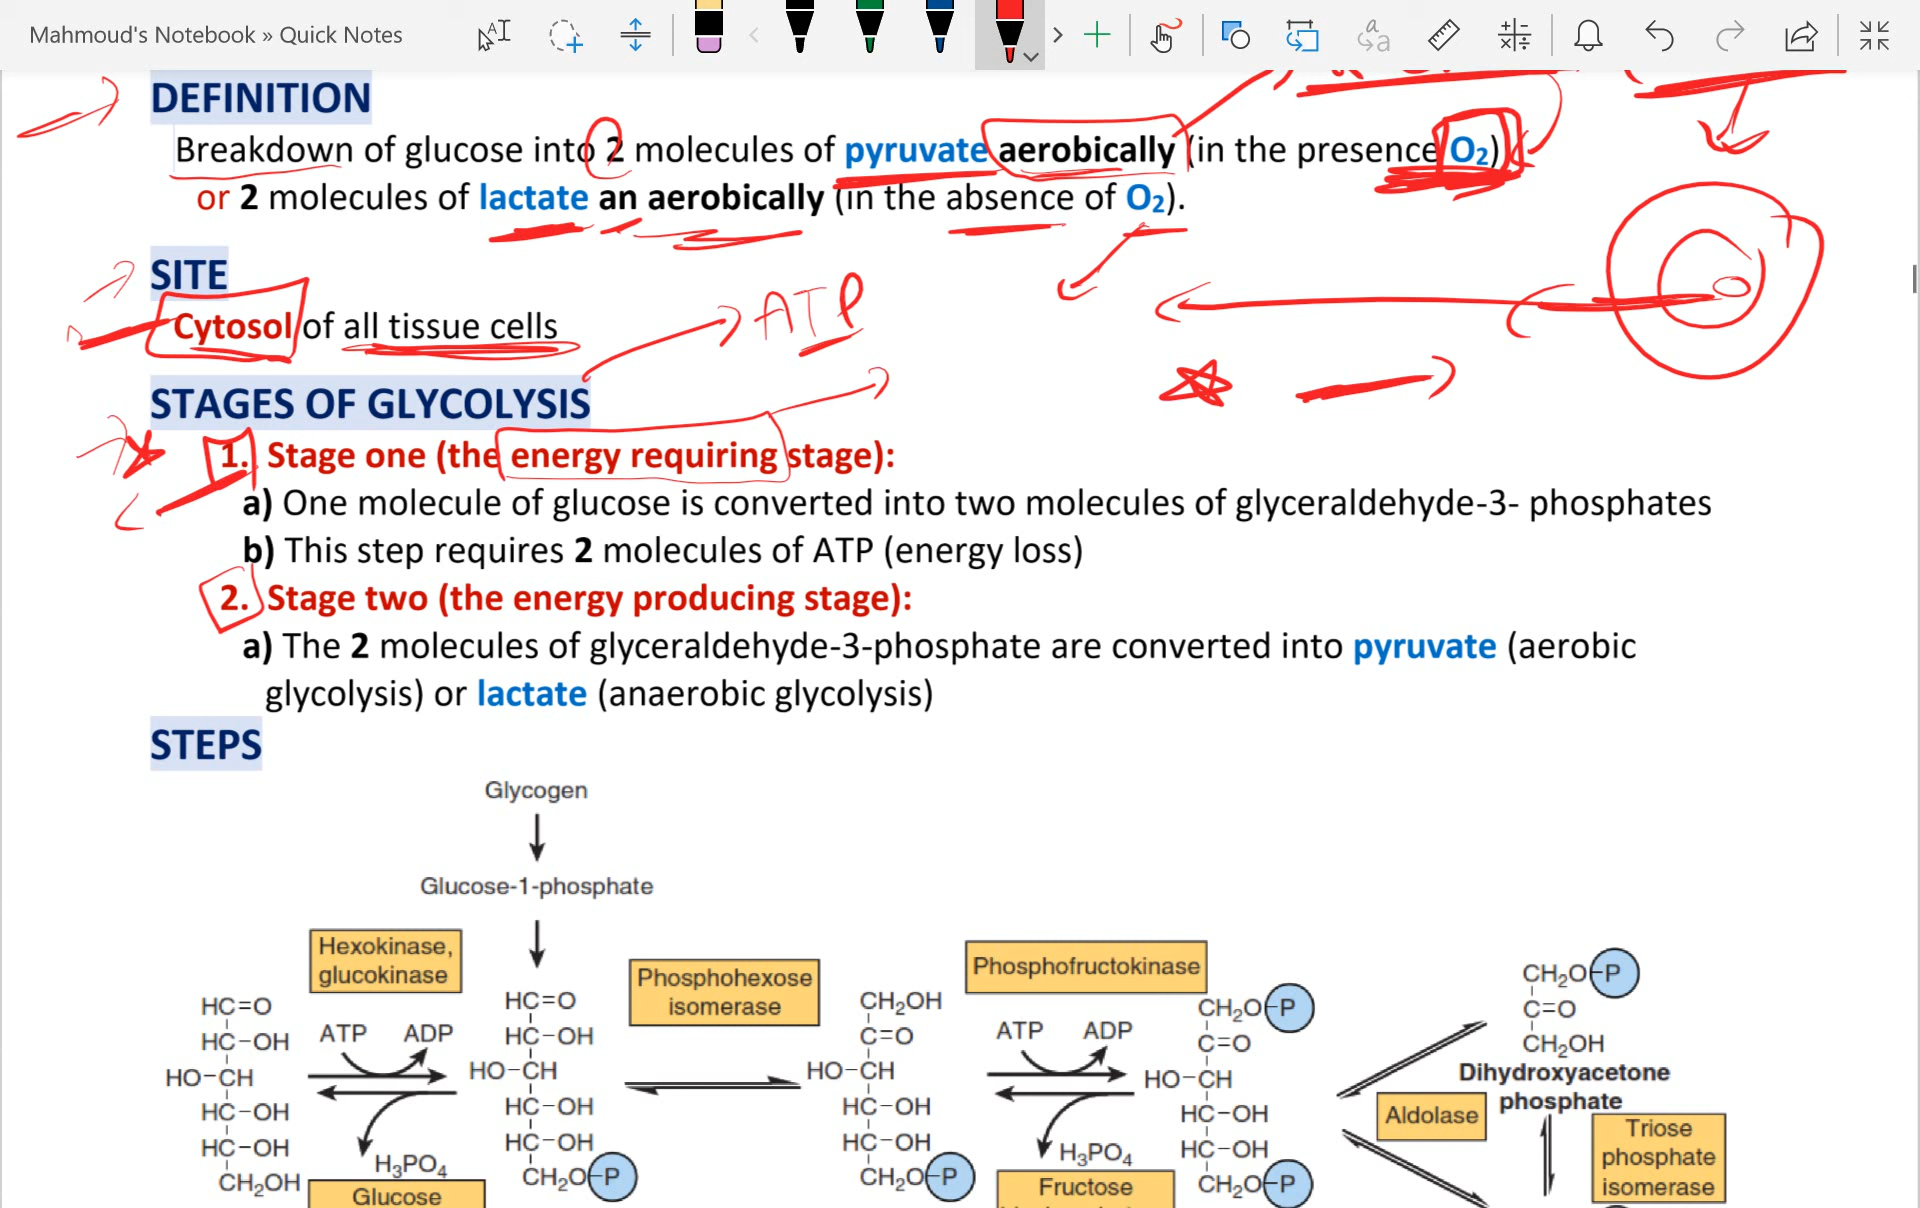 Mahmoud's Notebook » Quick Notes
DEFINITION
Breakdown of glucose into 2 molecules of pyruvate aerobically (in the presence O₂)
or 2 molecules of lactate an aerobically (in the absence of O₂).
SITE
Cytosol of all tissue cells
ATP
STAGES OF GLYCOLYSIS
1. Stage one (the energy requiring stage):
a) One molecule of glucose is converted into two molecules of glyceraldehyde-3- phosphates
b) This step requires 2 molecules of ATP (energy loss)
2. Stage two (the energy producing stage):
a) The 2 molecules of glyceraldehyde-3-phosphate are converted into pyruvate (aerobic
glycolysis) or lactate (anaerobic glycolysis)
STEPS
Glycogen
Glucose-1-phosphate
Hexokinase,
glucokinase
HC=O
HC-OH
HO-CH
HC-OH
HC-OH
CH₂OH
ATP ADP
H₃PO₄
Glucose
HC=O
HC-OH
HO-CH
HC-OH
HC-OH
CH₂O-P
Phosphohexose
isomerase
CH₂OH
C=O
HO-CH
HC-OH
HC-OH
CH₂O-P
Phosphofructokinase
ATP ADP
H₃PO₄
Fructose
CH₂O-P
C=O
HO-CH
HC-OH
HC-OH
CH₂O-P
Aldolase
CH₂O-P
C=O
CH₂OH
Dihydroxyacetone
phosphate
Triose
phosphate
isomerase